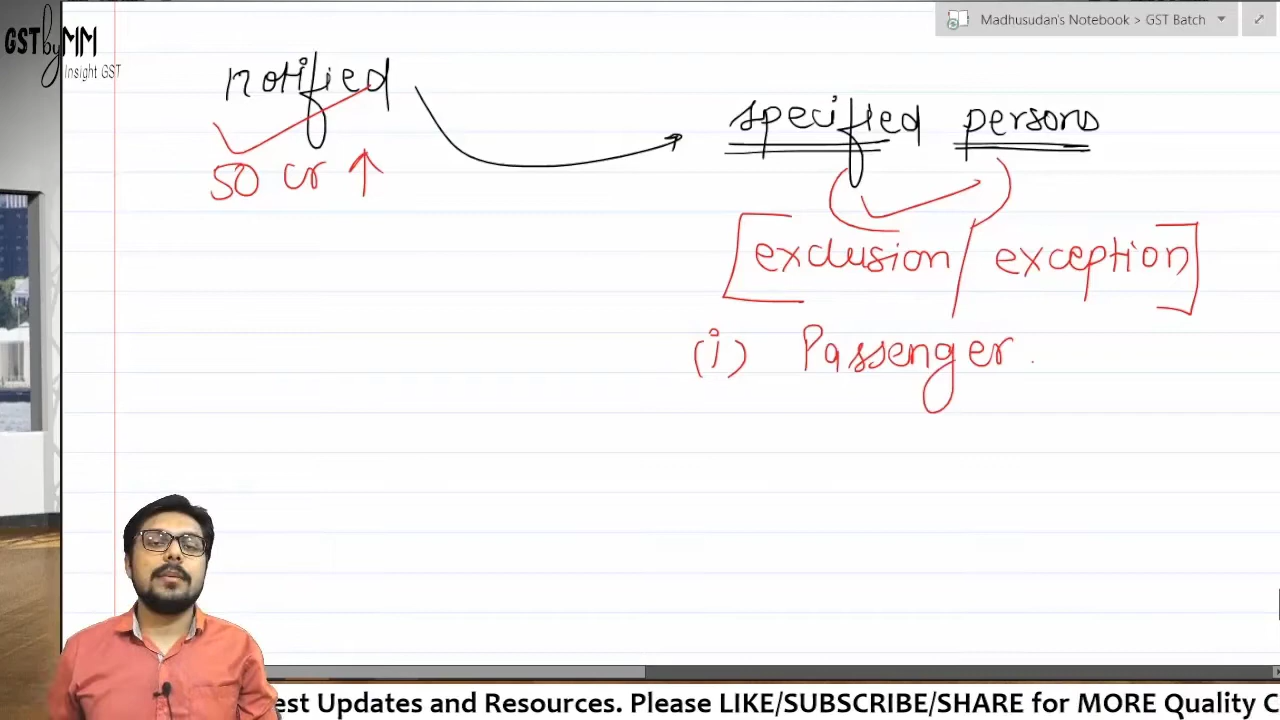 GST by MM
Insight GST
Madhusudan's Notebook > GST Batch
notified
50 cr ↑
specified persons
[exclusion / exception]
(i) Passenger
est Updates and Resources. Please LIKE/SUBSCRIBE/SHARE for MORE Quality C